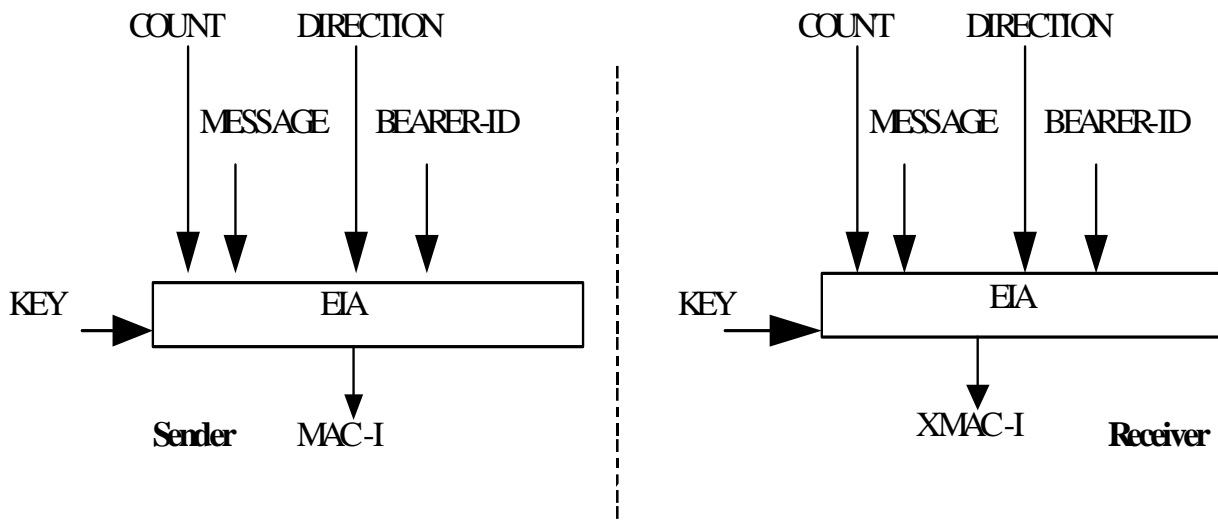 COUNT DIRECTION
MESSAGE BEARER-ID
KEY EIA
Sender MAC-I
COUNT DIRECTION
MESSAGE BEARER-ID
KEY EIA
XMAC-I Receiver